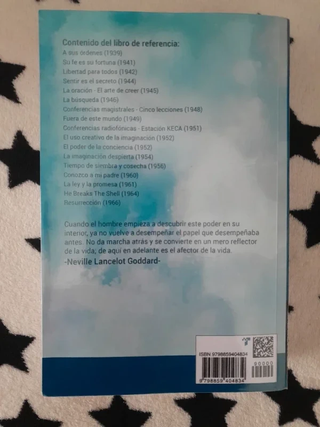 Contenido del libro de referencia:
A sus órdenes (1939)
Su fe es su fortuna (1941)
Libertad para todos (1942)
Sentir es el secreto (1944)
La oración - El arte de creer (1945)
La búsqueda (1946)
Conferencias magistrales - Cinco lecciones (1948)
Fuera de este mundo (1949)
Conferencias radiofónicas - Estación KECA (1951)
El uso creativo de la imaginación (1952)
El poder de la conciencia (1952)
La imaginación despierta (1954)
Tiempo de siembra y cosecha (1956)
Conozco a mi padre (1960)
La ley y la promesa (1961)
He Breaks The Shell (1964)
Resurrección (1966)
Cuando el hombre empieza a descubrir este poder en su
interior, ya no vuelve a desempeñar el papel que desempeñaba
antes. No da marcha atrás y se convierte en un mero reflector
de la vida; de aquí en adelante es el afector de la vida.
-Neville Lancelot Goddard-
ISBN 9798859404834
90000
9 798859 404834